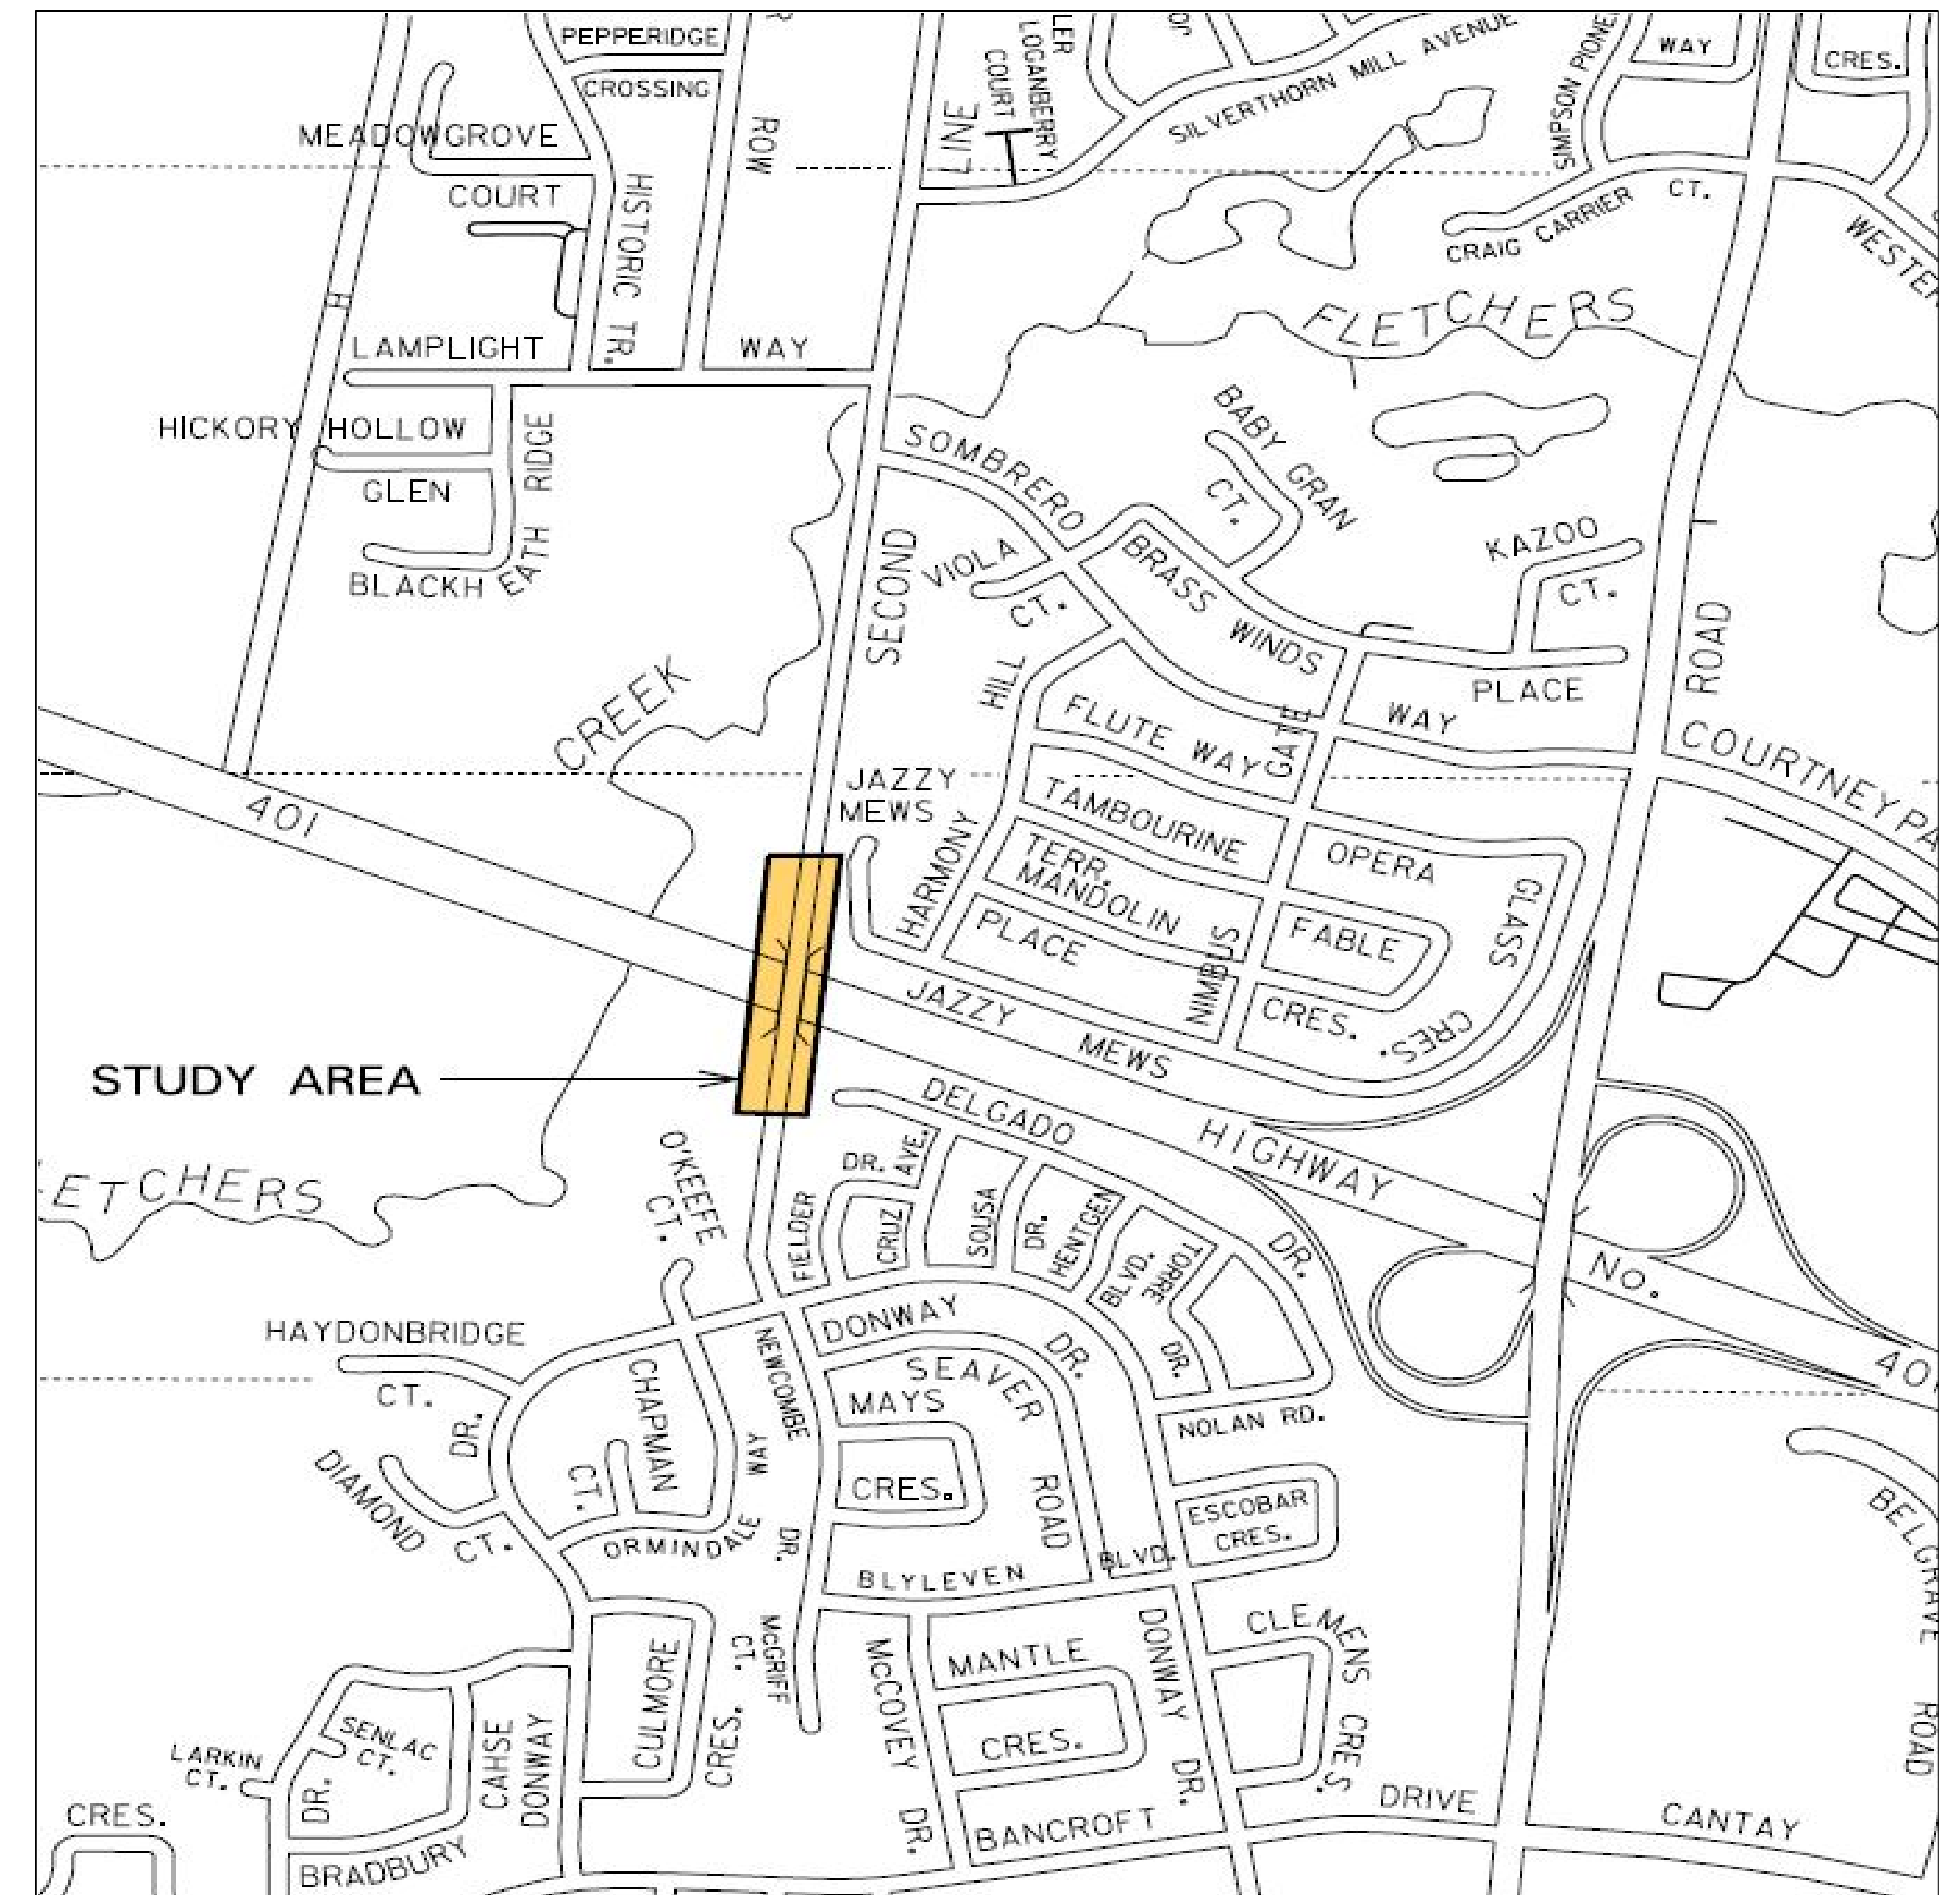 PEPPERIDGE
CROSSING
ROW
LINE
LOGANBERRY
COURT
SILVERTHORN MILL AVENUE
WAY
CRES.
MEADOWGROVE
COURT
HISTORIC TR.
CRAIG CARRIER CT.
FLETCHERS
LAMPLIGHT WAY
HICKORY HOLLOW
GLEN
BLACKHEATH RIDGE
SOMBRERO
BABY GRAN
CT.
SECOND
VIOLA
CT.
BRASS WINDS
KAZOO
CT.
PLACE
ROAD
WAY
HILL
FLUTE WAY
GATE
CREEK
JAZZY
MEWS
401
HARMONY
TAMBOURINE
TERR.
MANDOLIN
PLACE
OPERA
GLASS
CRES.
FABLE
CRES.
NIMBUS
JAZZY MEWS
STUDY AREA
DELGADO DR.
HIGHWAY NO.
O'KEEFE
CT.
DR.
AVE.
FIELDER
CRUZ
SOUSA
DR.
HENTGEN
BLVD.
TORRE
DR.
HAYDONBRIDGE
CT.
DR.
DONWAY DR.
NEWCOMBE
CHAPMAN
CT.
WAY
SEAVER
ROAD
MAYS
CRES.
NOLAN RD.
DIAMOND
CT.
ORMINDALE
DR.
ESCOBAR
CRES.
BLYLEVEN BLVD.
CULMORE
CRES.
McGRIFF
CT.
McCOVEY
DR.
MANTLE
CRES.
DONWAY
DR.
CLEMENS CRES.
BELGRAVE
ROAD
SENLAC
CT.
LARKIN
CT.
DR.
CAHSE
DONWAY
CRES.
BRADBURY
BANCROFT DRIVE
CANTAY